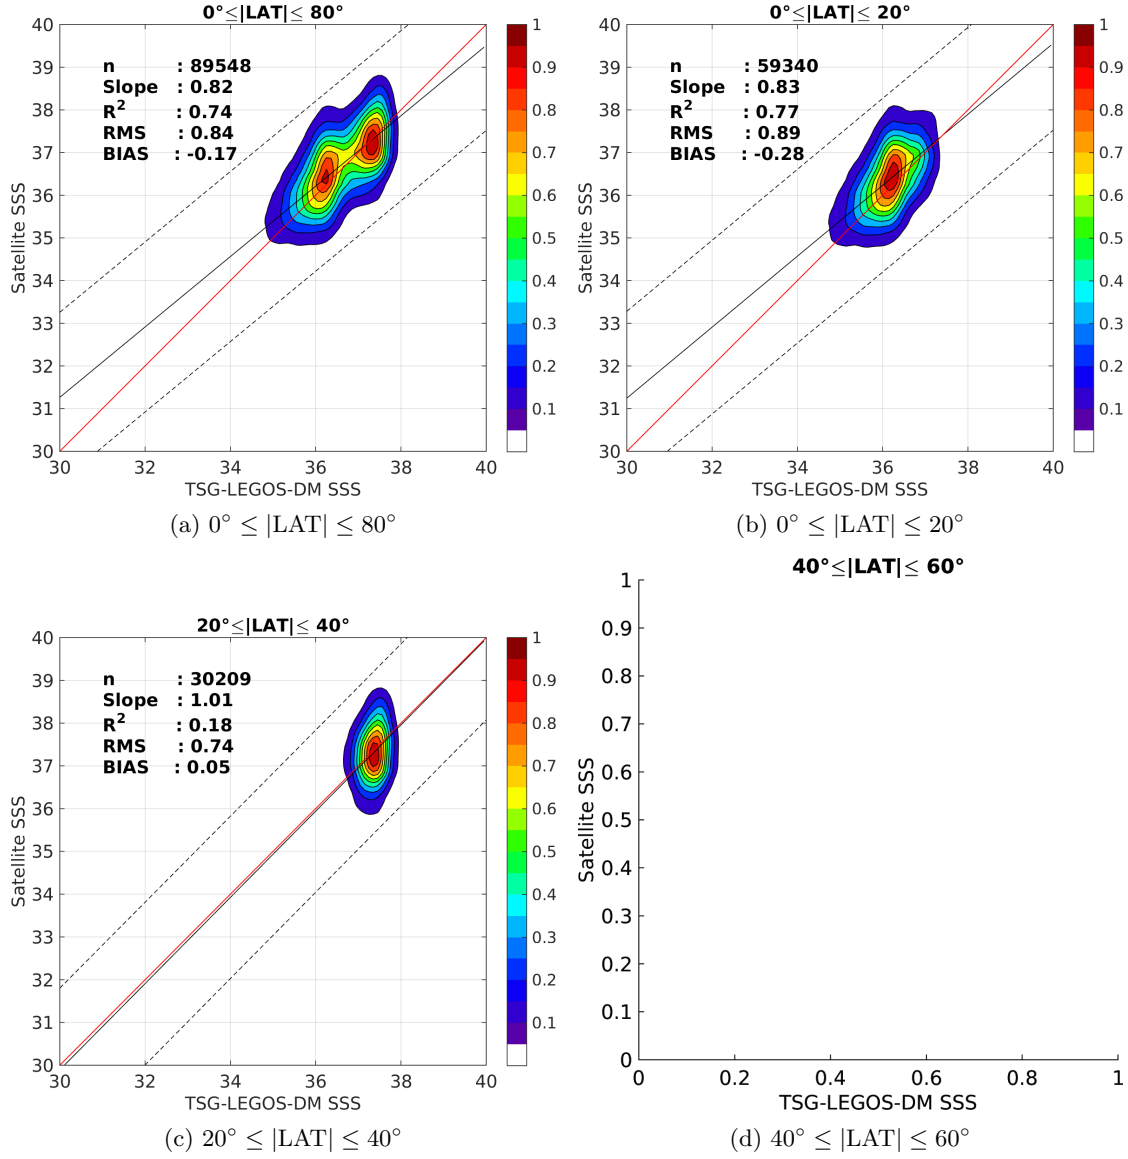 0°≤|LAT|≤ 80°
n : 89548
Slope : 0.82
R² : 0.74
RMS : 0.84
BIAS : -0.17
40
39
38
37
36
35
34
33
32
31
30
30 32 34 36 38 40
Satellite SSS
TSG-LEGOS-DM SSS
1
0.9
0.8
0.7
0.6
0.5
0.4
0.3
0.2
0.1
(a) 0° ≤ |LAT| ≤ 80°
0°≤|LAT|≤ 20°
n : 59340
Slope : 0.83
R² : 0.77
RMS : 0.89
BIAS : -0.28
40
39
38
37
36
35
34
33
32
31
30
30 32 34 36 38 40
Satellite SSS
TSG-LEGOS-DM SSS
1
0.9
0.8
0.7
0.6
0.5
0.4
0.3
0.2
0.1
(b) 0° ≤ |LAT| ≤ 20°
20°≤|LAT|≤ 40°
n : 30209
Slope : 1.01
R² : 0.18
RMS : 0.74
BIAS : 0.05
40
39
38
37
36
35
34
33
32
31
30
30 32 34 36 38 40
Satellite SSS
TSG-LEGOS-DM SSS
1
0.9
0.8
0.7
0.6
0.5
0.4
0.3
0.2
0.1
(c) 20° ≤ |LAT| ≤ 40°
40°≤|LAT|≤ 60°
1
0.9
0.8
0.7
0.6
0.5
0.4
0.3
0.2
0.1
0
0 0.2 0.4 0.6 0.8 1
Satellite SSS
TSG-LEGOS-DM SSS
(d) 40° ≤ |LAT| ≤ 60°